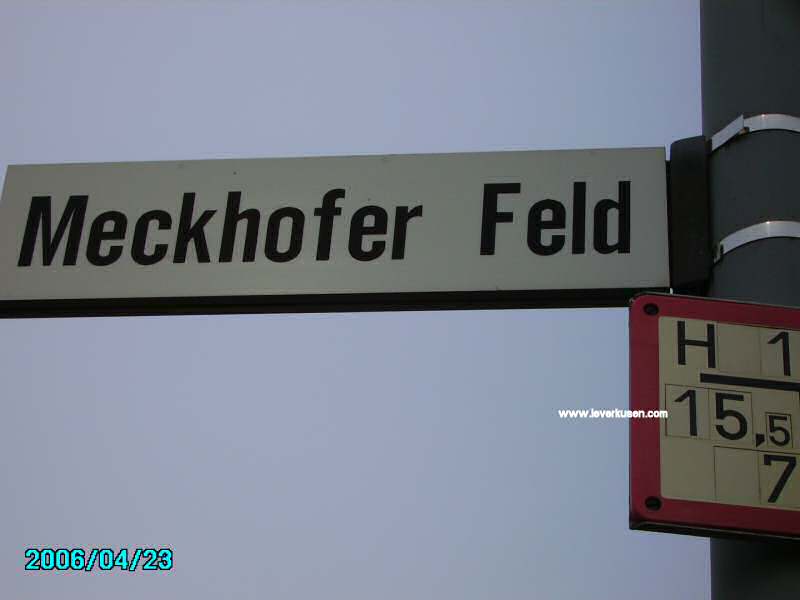 Meckhofer Feld
H 1
15,5
7
www.leverkusen.com
2006/04/23